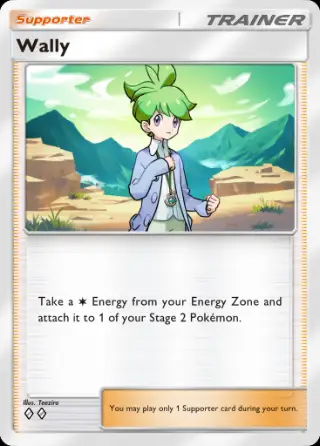 Supporter
TRAINER
Wally
Take a Energy from your Energy Zone and
attach it to 1 of your Stage 2 Pokémon.
Illus. Teeziro
You may play only 1 Supporter card during your turn.